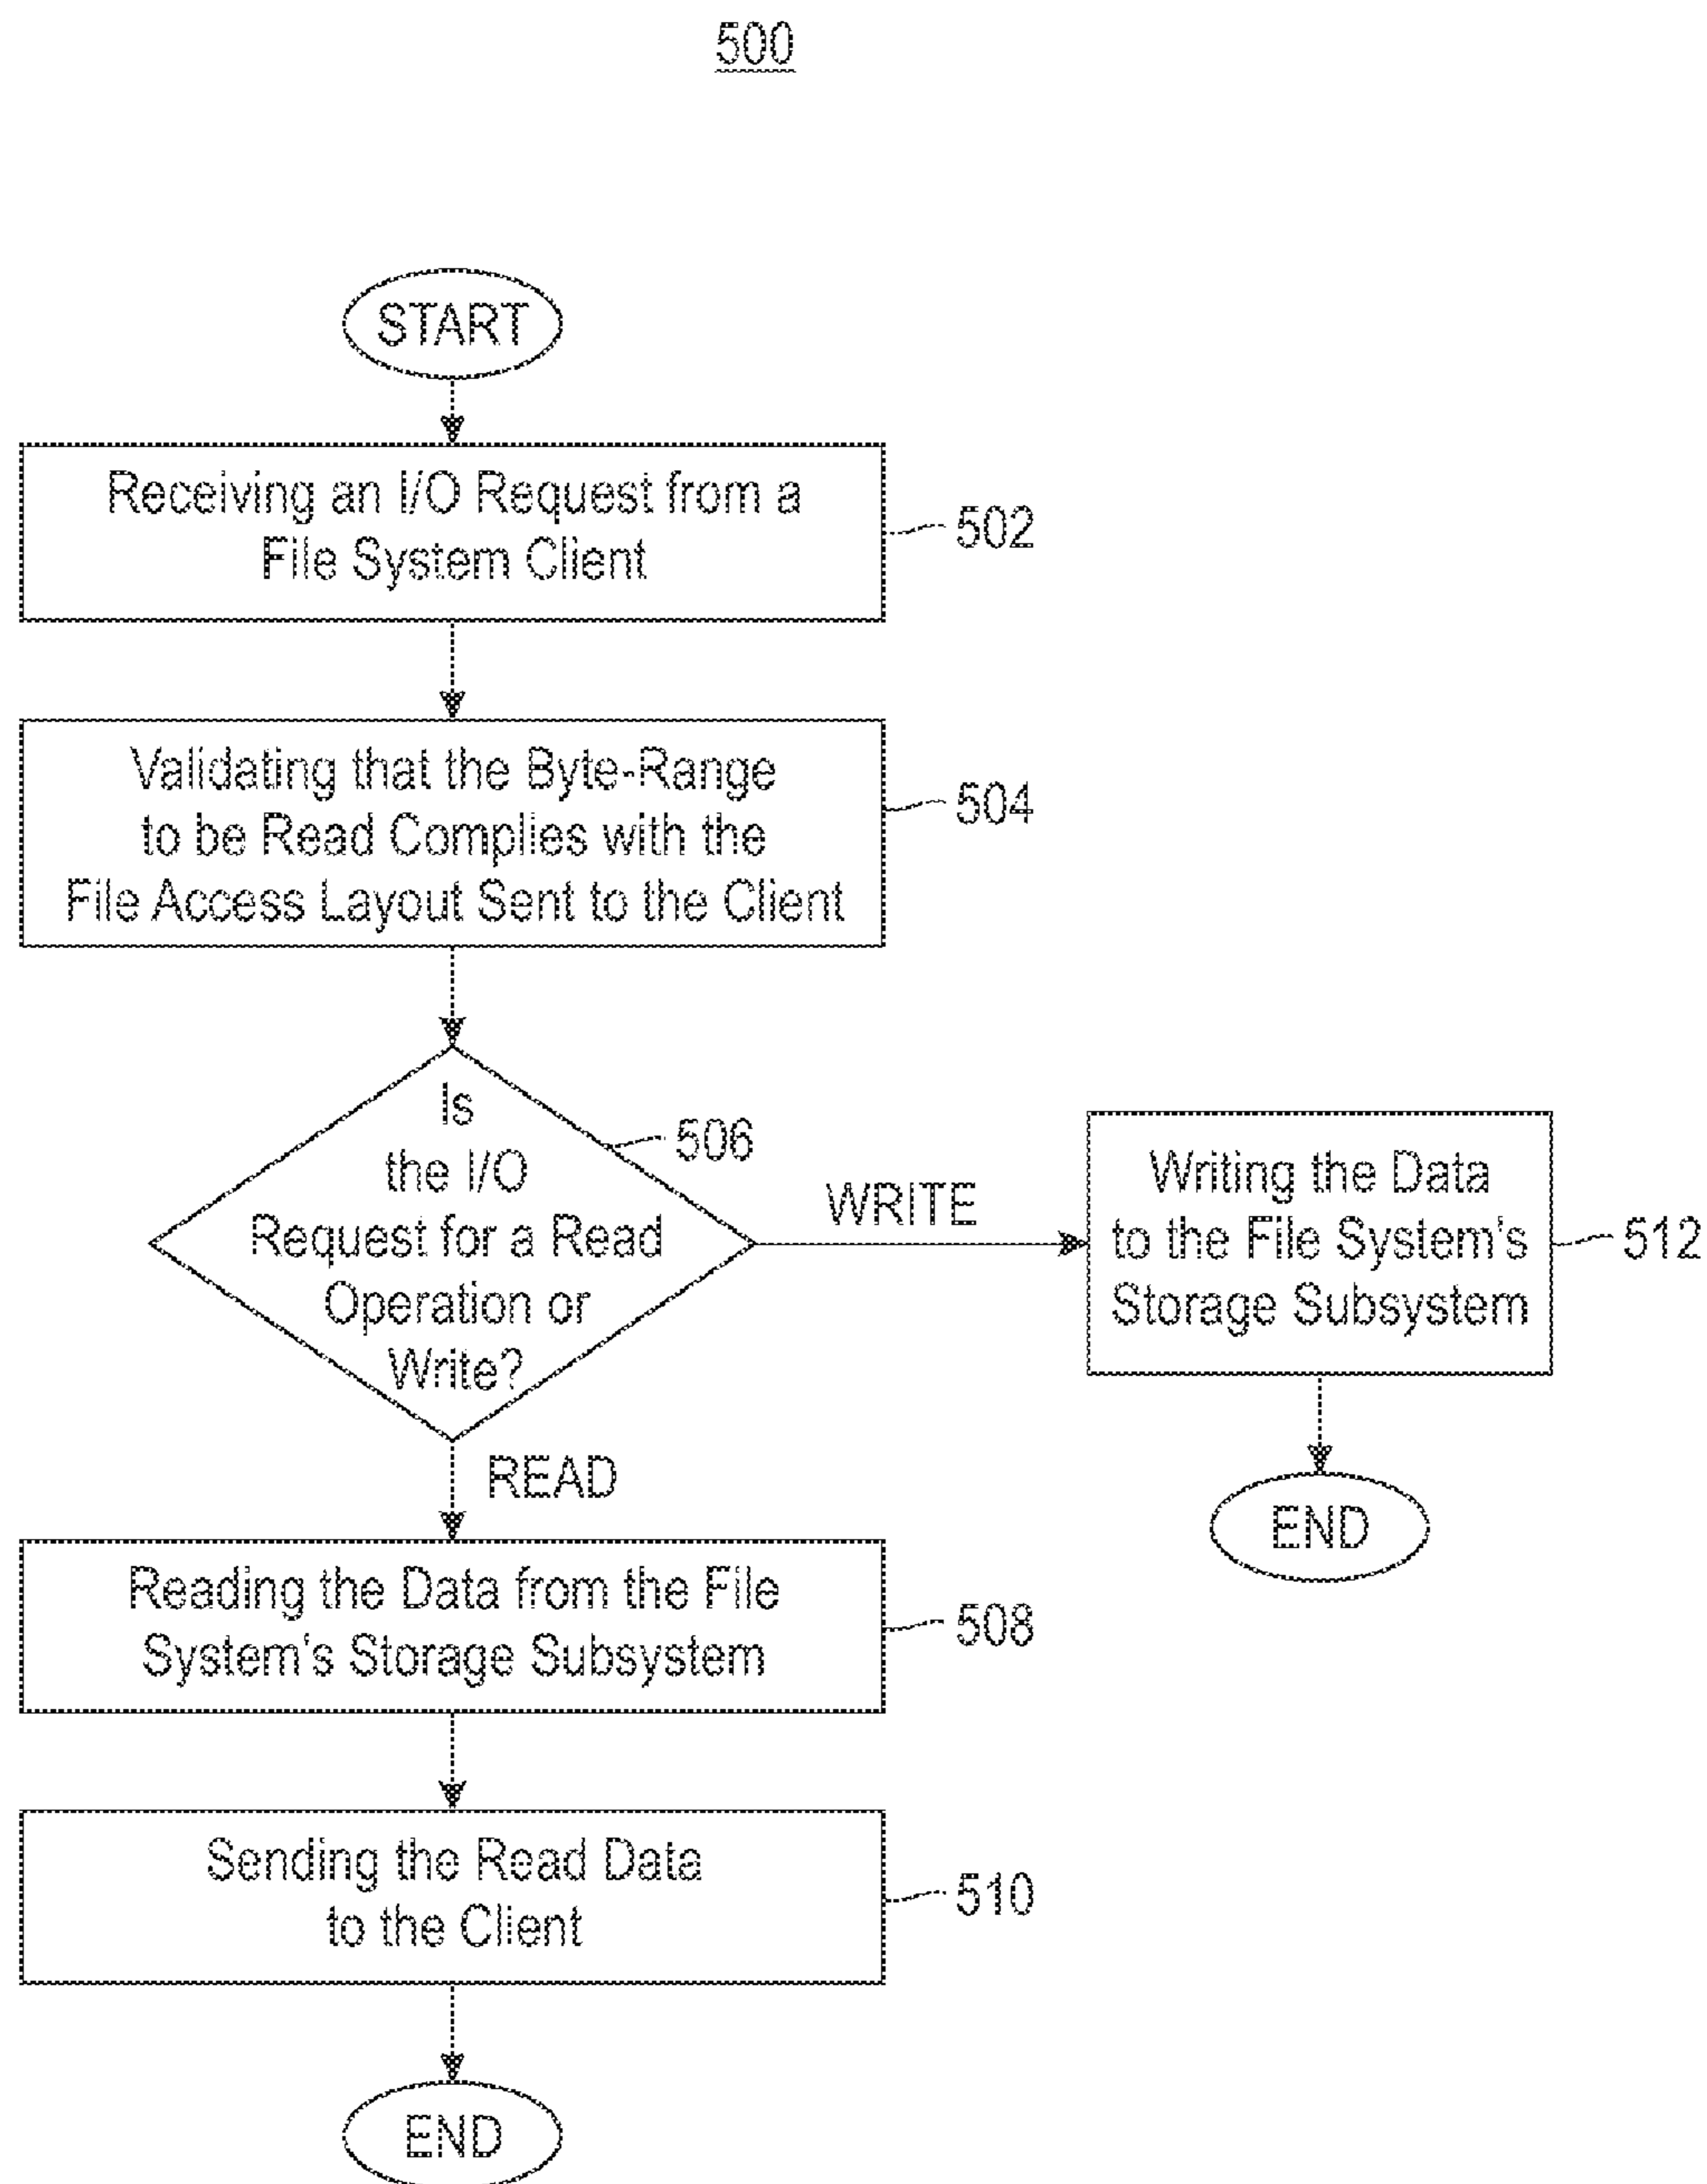 500
START
Receiving an I/O Request from a
File System Client
502
Validating that the Byte-Range
to be Read Complies with the
File Access Layout Sent to the Client
504
Is
the I/O
Request for a Read
Operation or
Write?
506
WRITE
Writing the Data
to the File System's
Storage Subsystem
512
END
READ
Reading the Data from the File
System's Storage Subsystem
508
Sending the Read Data
to the Client
510
END